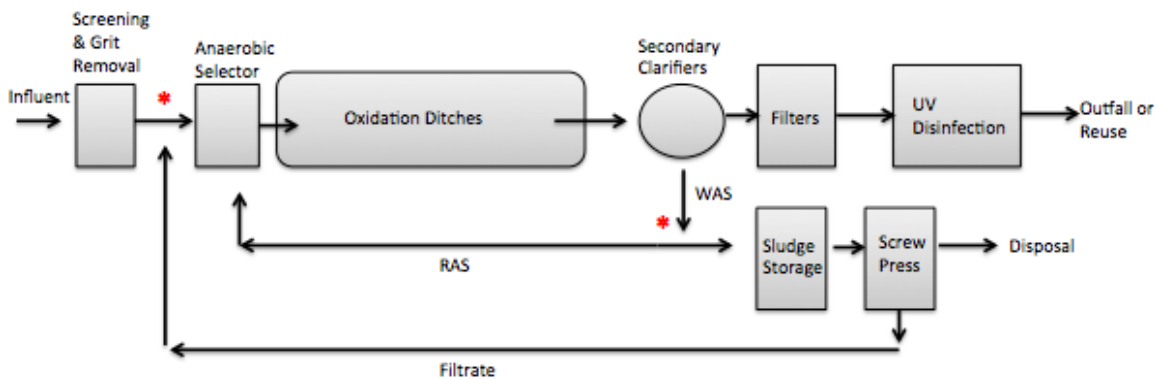 Screening
& Grit
Removal
Influent
*
Anaerobic
Selector
Oxidation Ditches
Secondary
Clarifiers
Filters
UV
Disinfection
Outfall or
Reuse
WAS
*
RAS
Sludge
Storage
Screw
Press
Disposal
Filtrate